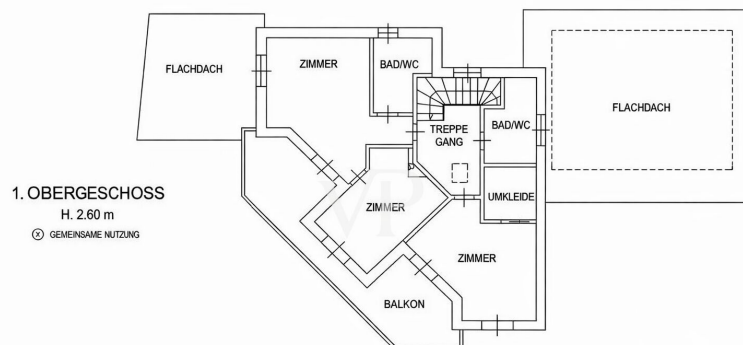 FLACHDACH
ZIMMER
BAD/WC
FLACHDACH
TREPPE
GANG
BAD/WC
1. OBERGESCHOSS
H. 2.60 m
ⓧ GEMEINSAME NUTZUNG
UMKLEIDE
ZIMMER
VP
ZIMMER
BALKON